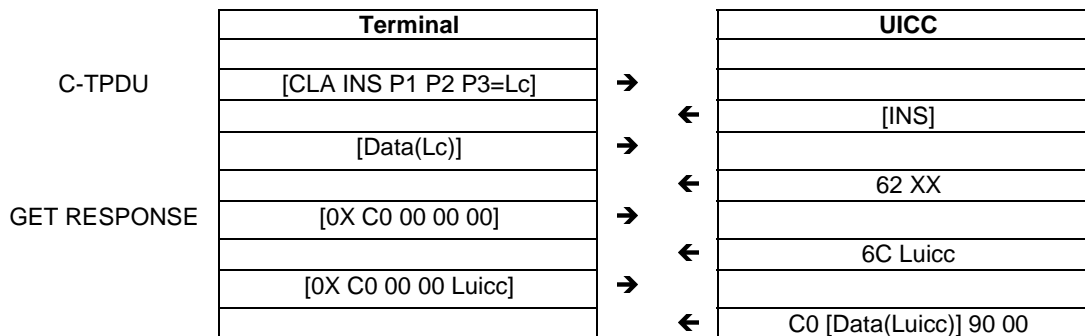 Terminal UICC
C-TPDU [CLA INS P1 P2 P3=Lc] ➔
← [INS]
[Data(Lc)] ➔
← 62 XX
GET RESPONSE [0X C0 00 00 00] ➔
← 6C Luicc
[0X C0 00 00 Luicc] ➔
← C0 [Data(Luicc)] 90 00